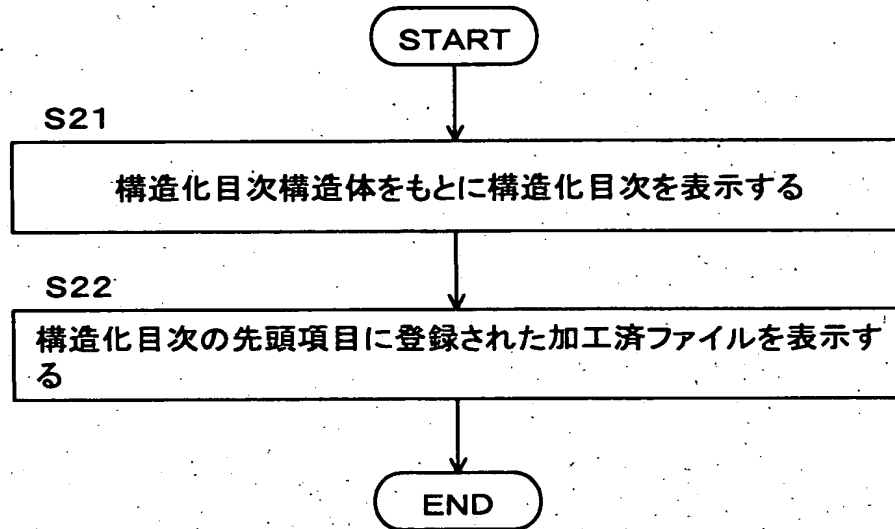 START
S21
構造化目次構造体をもとに構造化目次を表示する
S22
構造化目次の先頭項目に登録された加工済ファイルを表示す
る
END